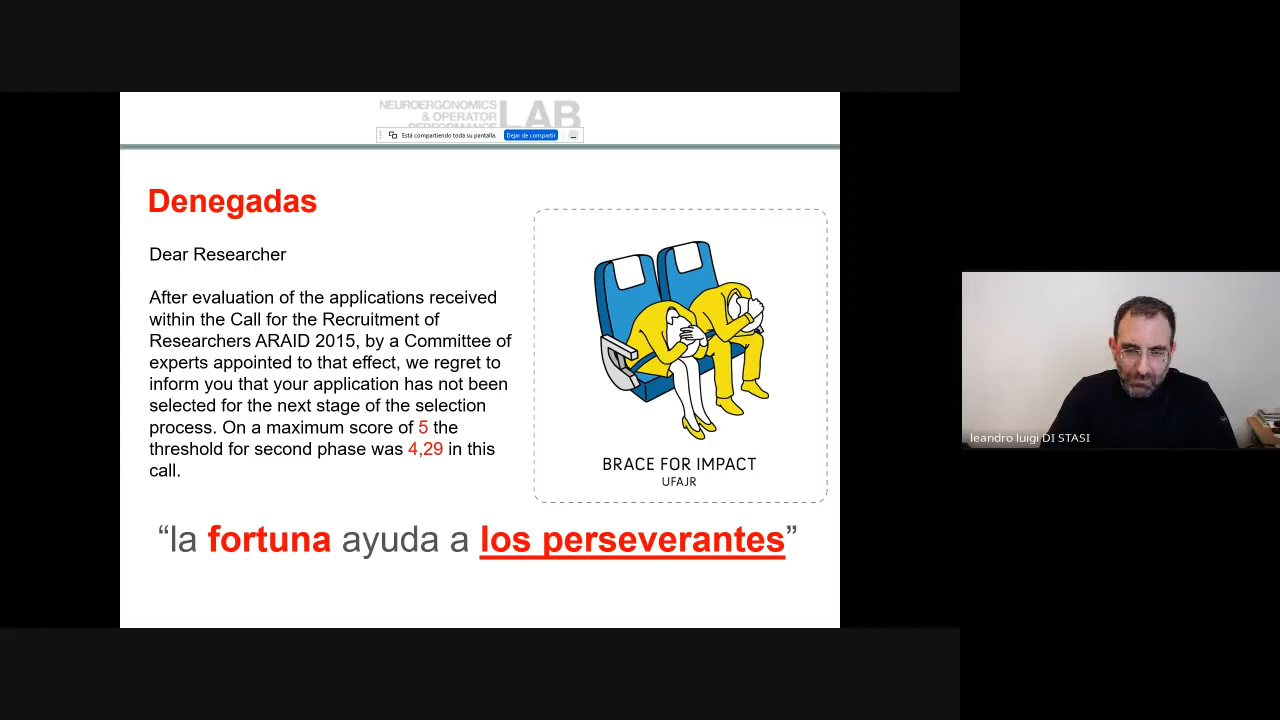 NEUROERGONOMICS
& OPERATOR
PERFORMANCE
LAB
Está compartiendo toda su pantalla.
Dejar de compartir
Denegadas
Dear Researcher
After evaluation of the applications received
within the Call for the Recruitment of
Researchers ARAID 2015, by a Committee of
experts appointed to that effect, we regret to
inform you that your application has not been
selected for the next stage of the selection
process. On a maximum score of 5 the
threshold for second phase was 4,29 in this
call.
BRACE FOR IMPACT
UFAJR
“la fortuna ayuda a los perseverantes”
leandro luigi DI STASI